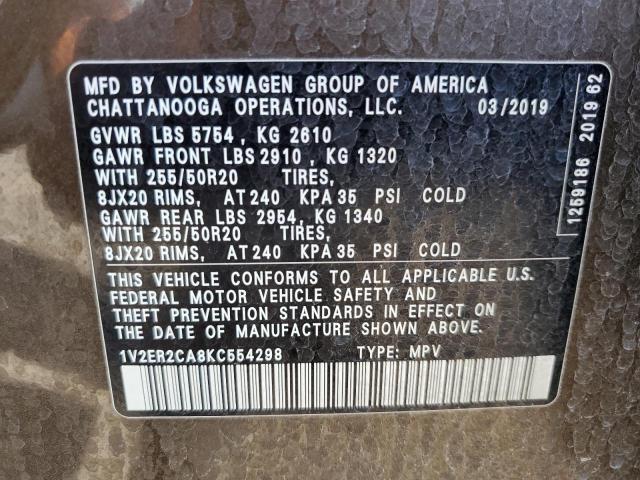 MFD BY VOLKSWAGEN GROUP OF AMERICA
CHATTANOOGA OPERATIONS, LLC. 03/2019
GVWR LBS 5754 , KG 2610
GAWR FRONT LBS 2910 , KG 1320
WITH 255/50R20 TIRES,
8JX20 RIMS, AT 240 KPA 35 PSI COLD
GAWR REAR LBS 2954, KG 1340
WITH 255/50R20 TIRES,
8JX20 RIMS, AT 240 KPA 35 PSI COLD
THIS VEHICLE CONFORMS TO ALL APPLICABLE U.S.
FEDERAL MOTOR VEHICLE SAFETY AND
THEFT PREVENTION STANDARDS IN EFFECT ON
THE DATE OF MANUFACTURE SHOWN ABOVE.
1V2ER2CA8KC554298 TYPE: MPV
1259186 2019 62